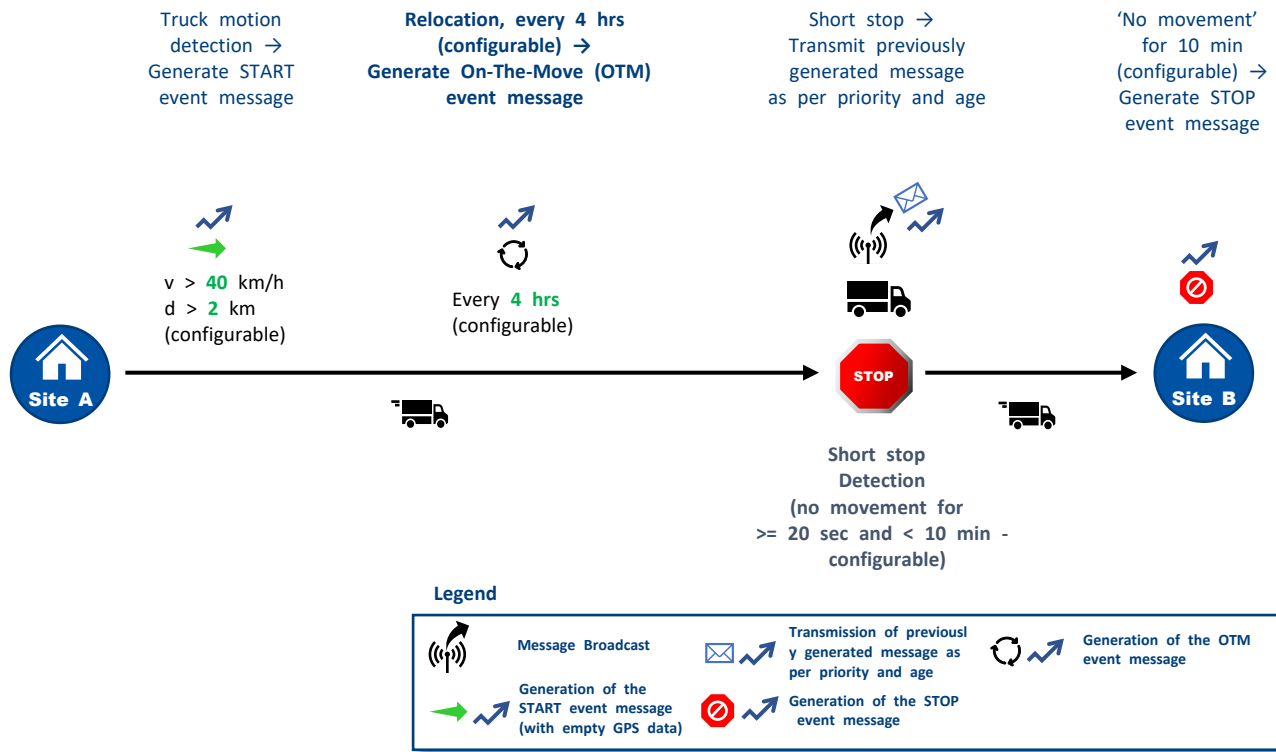 Truck motion
detection →
Generate START
event message
Relocation, every 4 hrs
(configurable) →
Generate On-The-Move (OTM)
event message
Short stop →
Transmit previously
generated message
as per priority and age
‘No movement’
for 10 min
(configurable) →
Generate STOP
event message
v > 40 km/h
d > 2 km
(configurable)
Every 4 hrs
(configurable)
Site A
STOP
Site B
Short stop
Detection
(no movement for
>= 20 sec and < 10 min -
configurable)
Legend
Message Broadcast
Transmission of previousl
y generated message as
per priority and age
Generation of the OTM
event message
Generation of the
START event message
(with empty GPS data)
Generation of the STOP
event message